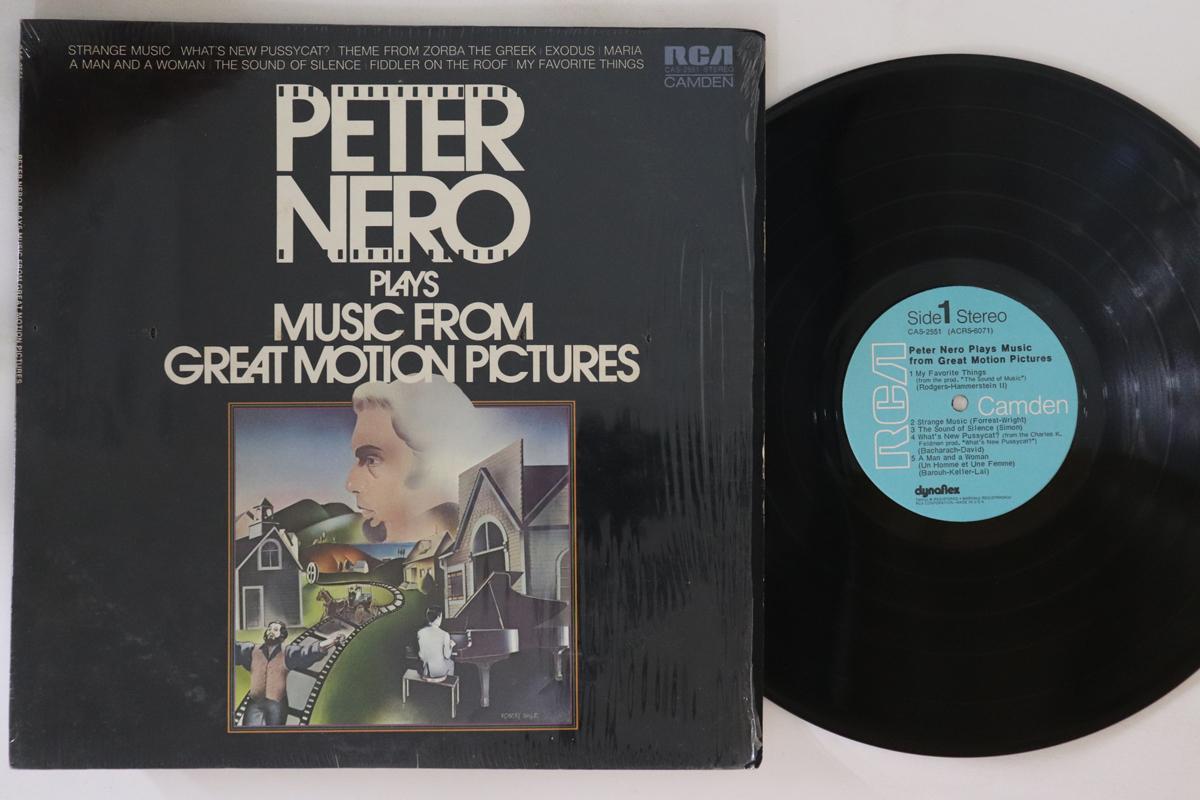 STRANGE MUSIC WHAT'S NEW PUSSYCAT? THEME FROM ZORBA THE GREEK EXODUS MARIA
A MAN AND A WOMAN THE SOUND OF SILENCE FIDDLER ON THE ROOF MY FAVORITE THINGS
RCA
CAS-2551 STEREO
CAMDEN
PETER
NERO
PLAYS
MUSIC FROM
GREAT MOTION PICTURES
PETER NERO PLAYS MUSIC FROM GREAT MOTION PICTURES
Side 1 Stereo
CAS-2551 (ACRS-6071)
RCA
Peter Nero Plays Music
from Great Motion Pictures
1 My Favorite Things
(from the prod. "The Sound of Music")
(Rodgers-Hammerstein II)
Camden
2 Strange Music (Forrest-Wright)
3 The Sound of Silence (Simon)
4 What's New Pussycat? (from the Charles K.
Feldman prod. "What's New Pussycat?")
(Bacharach-David)
5 A Man and a Woman
(Un Homme et Une Femme)
(Barouh-Keller-Lai)
dynaflex